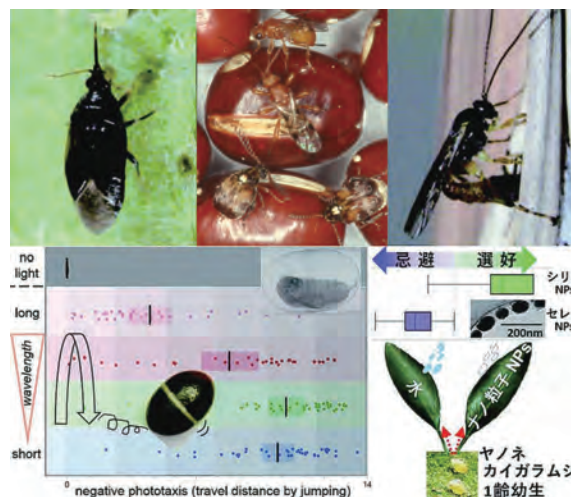 no
light
long
wavelength
short
0
14
negative phototaxis (travel distance by jumping)
忌避
選好
シリ
NPs
セレ
NPs
200nm
水
ナノ粒子NPs
ヤノネ
カイガラムシ
1齢幼生